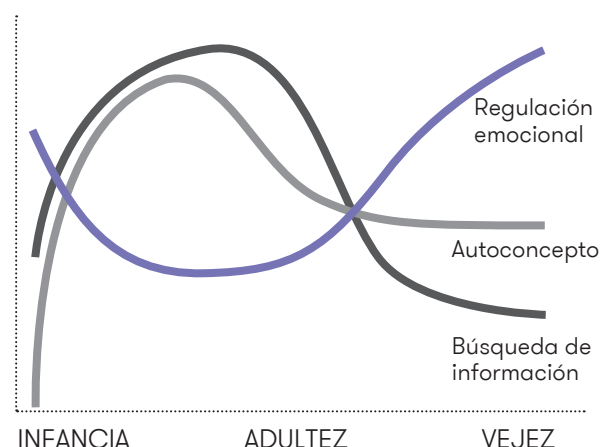 Regulación
emocional
Autoconcepto
Búsqueda de
información
INFANCIA
ADULTEZ
VEJEZ